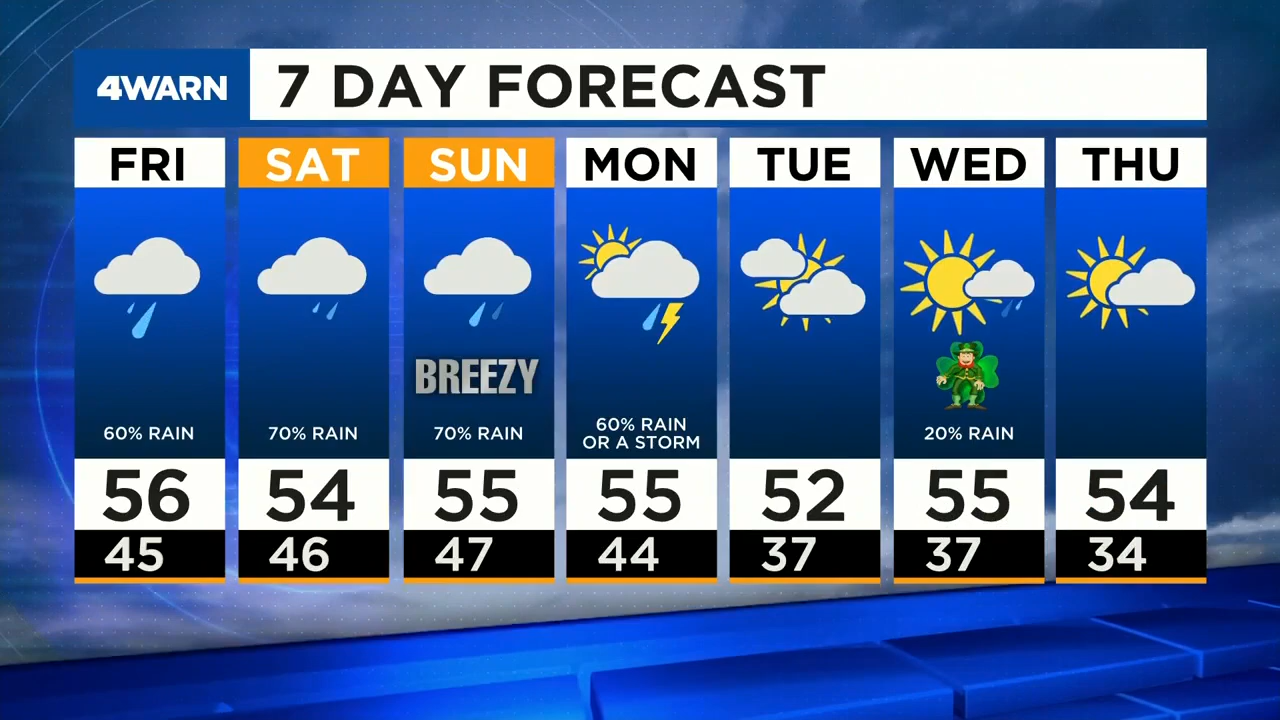 4WARN
7 DAY FORECAST
FRI SAT SUN MON TUE WED THU
BREEZY
60% RAIN
70% RAIN
70% RAIN
60% RAIN
OR A STORM
20% RAIN
56 54 55 55 52 55 54
45 46 47 44 37 37 34